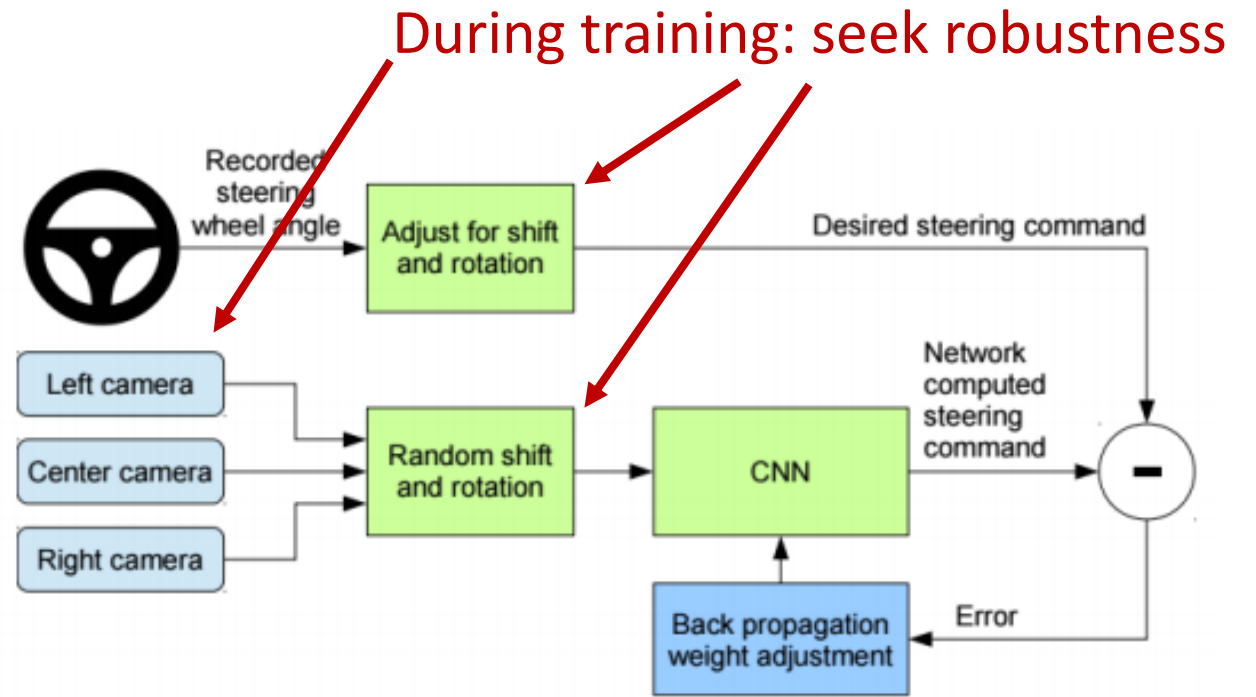 During training: seek robustness
Recorded
steering
wheel angle
Adjust for shift
and rotation
Desired steering command
Left camera
Center camera
Right camera
Random shift
and rotation
CNN
Network
computed
steering
command
Back propagation
weight adjustment
Error